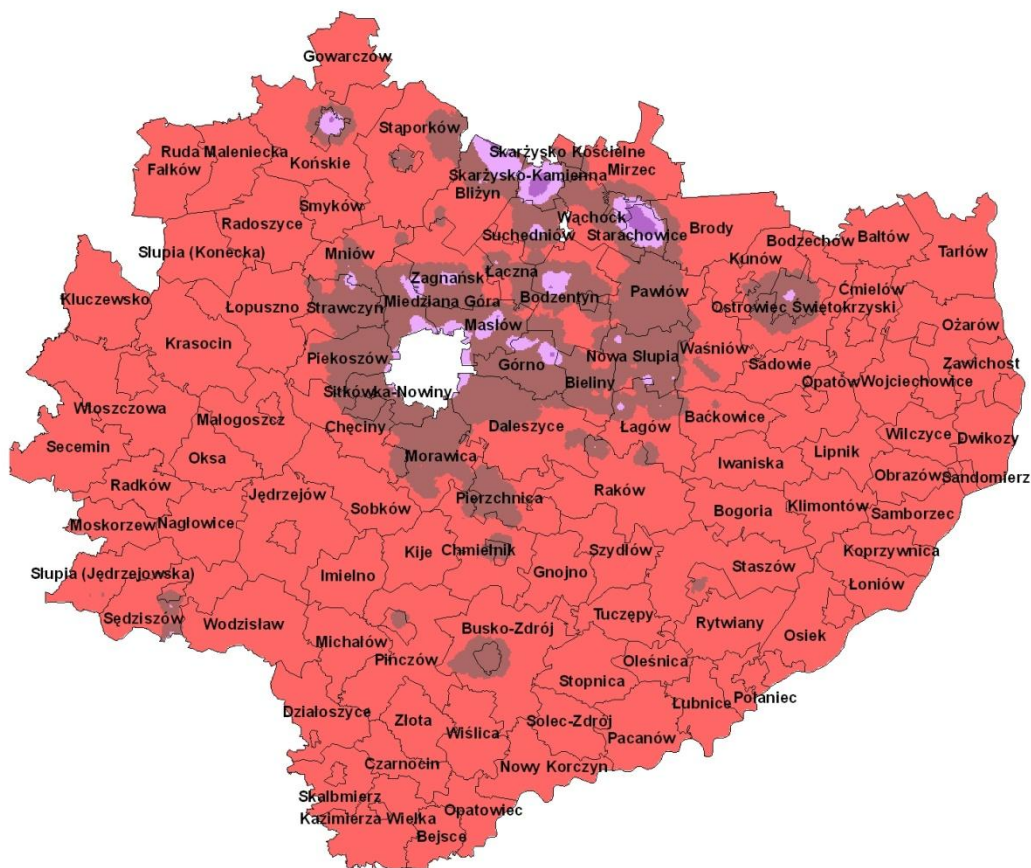 Gowarczów
Stąporków
Ruda Maleniecka
Fałków
Końskie
Skarżysko Kościelne
Mirzec
Skarżysko-Kamienna
Bliżyn
Smyków
Radoszyce
Wąchock
Suchedniów
Starachowice
Brody
Bodzechów
Bałtów
Tarłów
Słupia (Konecka)
Mniów
Kunów
Łączna
Zagnańsk
Ćmielów
Kluczewsko
Łopuszno
Strawczyn
Miedziana Góra
Bodzentyn
Pawłów
Ostrowiec Świętokrzyski
Masłów
Ożarów
Krasocin
Piekoszów
Górno
Nowa Słupia
Waśniów
Sadowie
Zawichost
Sitkówka-Nowiny
Bieliny
Opatów
Wojciechowice
Włoszczowa
Małogoszcz
Chęciny
Daleszyce
Łagów
Baćkowice
Secemin
Oksa
Morawica
Lipnik
Wilczyce
Dwikozy
Iwaniska
Radków
Jędrzejów
Pierzchnica
Raków
Obrazów
Sandomierz
Sobków
Bogoria
Klimontów
Samborzec
Moskorzew
Nagłowice
Kije
Chmielnik
Szydłów
Koprzywnica
Słupia (Jędrzejowska)
Imielno
Gnojno
Staszów
Łoniów
Sędziszów
Wodzisław
Busko-Zdrój
Tuczępy
Rytwiany
Michałów
Osiek
Pińczów
Oleśnica
Stopnica
Łubnice
Połaniec
Działoszyce
Złota
Wiślica
Solec-Zdrój
Pacanów
Czarnocin
Nowy Korczyn
Skalbmierz
Kazimierza Wielka
Opatowiec
Bejsce